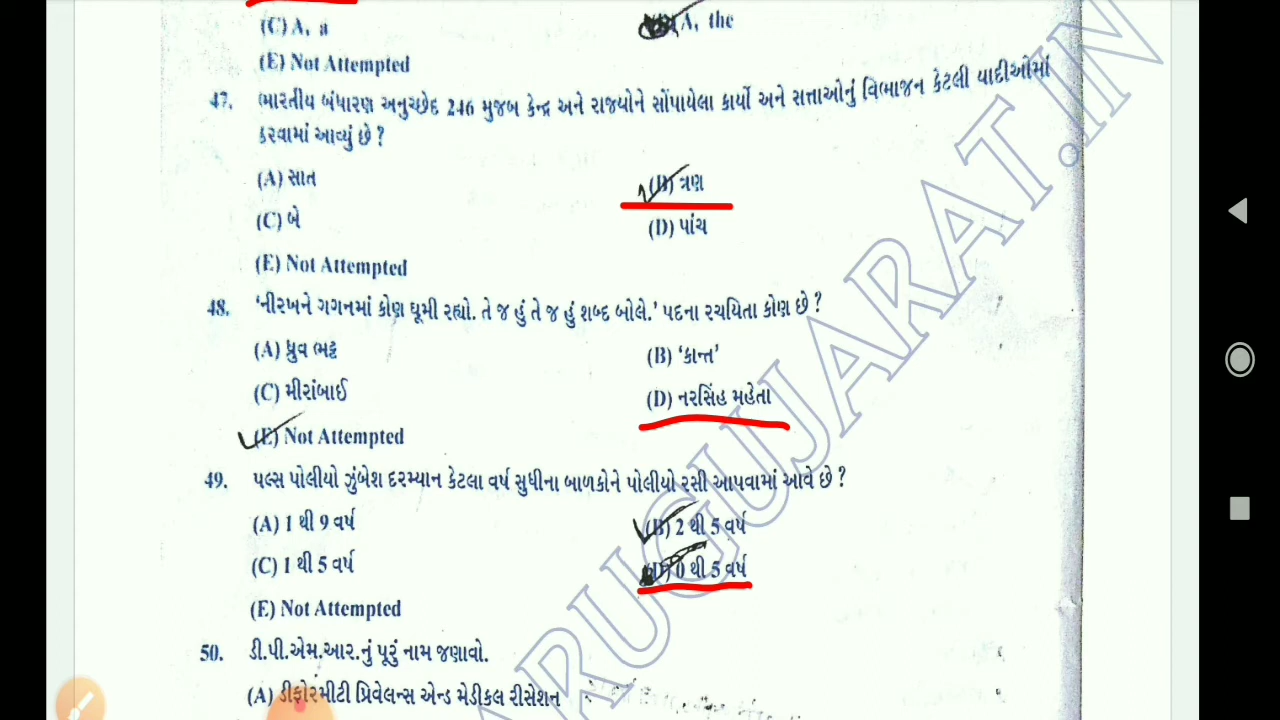 (C) A, a
(D) A, the
(E) Not Attempted
47. ભારતીય બંધારણ અનુચ્છેદ 246 મુજબ કેન્દ્ર અને રાજ્યોને સોંપાયેલા કાર્યો અને સત્તાઓનું વિભાજન કેટલી યાદીઓમાં
કરવામાં આવ્યું છે ?
(A) સાત
(B) ત્રણ
(C) બે
(D) પાંચ
(E) Not Attempted
48. ‘નીરખને ગગનમાં કોણ ઘૂમી રહ્યો. તે જ હું તે જ હું શબ્દ બોલે.’ પદના રચયિતા કોણ છે ?
(A) ધ્રુવ ભટ્ટ
(B) ‘કાન્ત’
(C) મીરાંબાઈ
(D) નરસિંહ મહેતા
(E) Not Attempted
49. પલ્સ પોલીયો ઝુંબેશ દરમ્યાન કેટલા વર્ષ સુધીના બાળકોને પોલીયો રસી આપવામાં આવે છે ?
(A) 1 થી 9 વર્ષ
(B) 2 થી 5 વર્ષ
(C) 1 થી 5 વર્ષ
(D) 0 થી 5 વર્ષ
(E) Not Attempted
50. ડી.પી.એમ.આર.નું પૂરું નામ જણાવો.
(A) ડીફોરમીટી પ્રિવેલન્સ એન્ડ મેડીકલ રીસેશન
ARUGUJARAT.IN